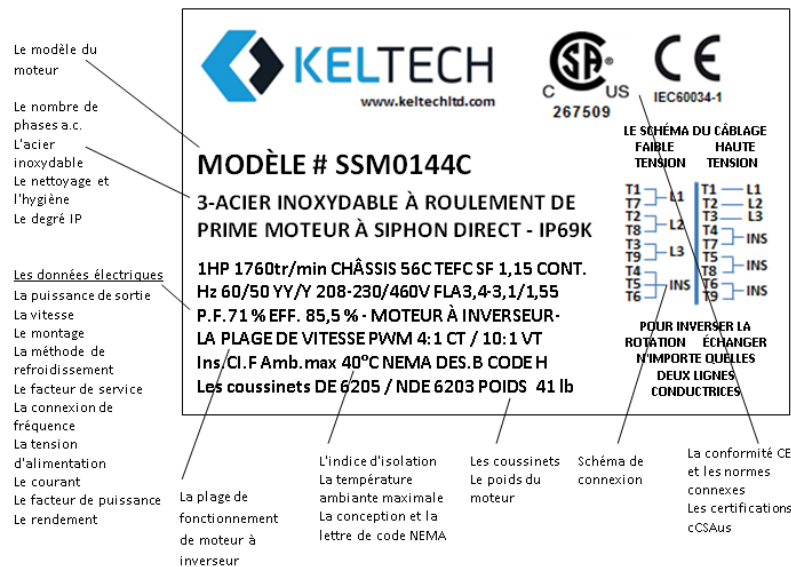 Le modèle du
moteur
Le nombre de
phases a.c.
L'acier
inoxydable
Le nettoyage et
l'hygiène
Le degré IP
Les données électriques
La puissance de sortie
La vitesse
Le montage
La méthode de
refroidissement
Le facteur de service
La connexion de
fréquence
La tension
d'alimentation
Le courant
Le facteur de puissance
Le rendement
KELTECH
www.keltechltd.com
CSA
C US
267509
CE
IEC60034-1
MODÈLE # SSM0144C
3-ACIER INOXYDABLE À ROULEMENT DE
PRIME MOTEUR À SIPHON DIRECT - IP69K
1HP 1760tr/min CHÂSSIS 56C TEFC SF 1,15 CONT.
Hz 60/50 YY/Y 208-230/460V FLA3,4-3,1/1,55
P.F.71 % EFF. 85,5 % - MOTEUR À INVERSEUR-
LA PLAGE DE VITESSE PWM 4:1 CT / 10:1 VT
Ins.Cl.F Amb.max 40°C NEMA DES.B CODE H
Les coussinets DE 6205 / NDE 6203 POIDS 41 lb
LE SCHÉMA DU CÂBLAGE
FAIBLE HAUTE
TENSION TENSION
T1 T1 L1
T7 L1 T2 L2
T2 T3 L3
T8 L2 T4
T3 T7 INS
T9 L3 T5
T4 T8 INS
T5 INS T6
T6 T9 INS
POUR INVERSER LA
ROTATION ÉCHANGER
N'IMPORTE QUELLES
DEUX LIGNES
CONDUCTRICES
La plage de
fonctionnement
de moteur à
inverseur
L'indice d'isolation
La température
ambiante maximale
La conception et la
lettre de code NEMA
Les coussinets
Le poids du
moteur
Schéma de
connexion
La conformité CE
et les normes
connexes
Les certifications
cCSAus